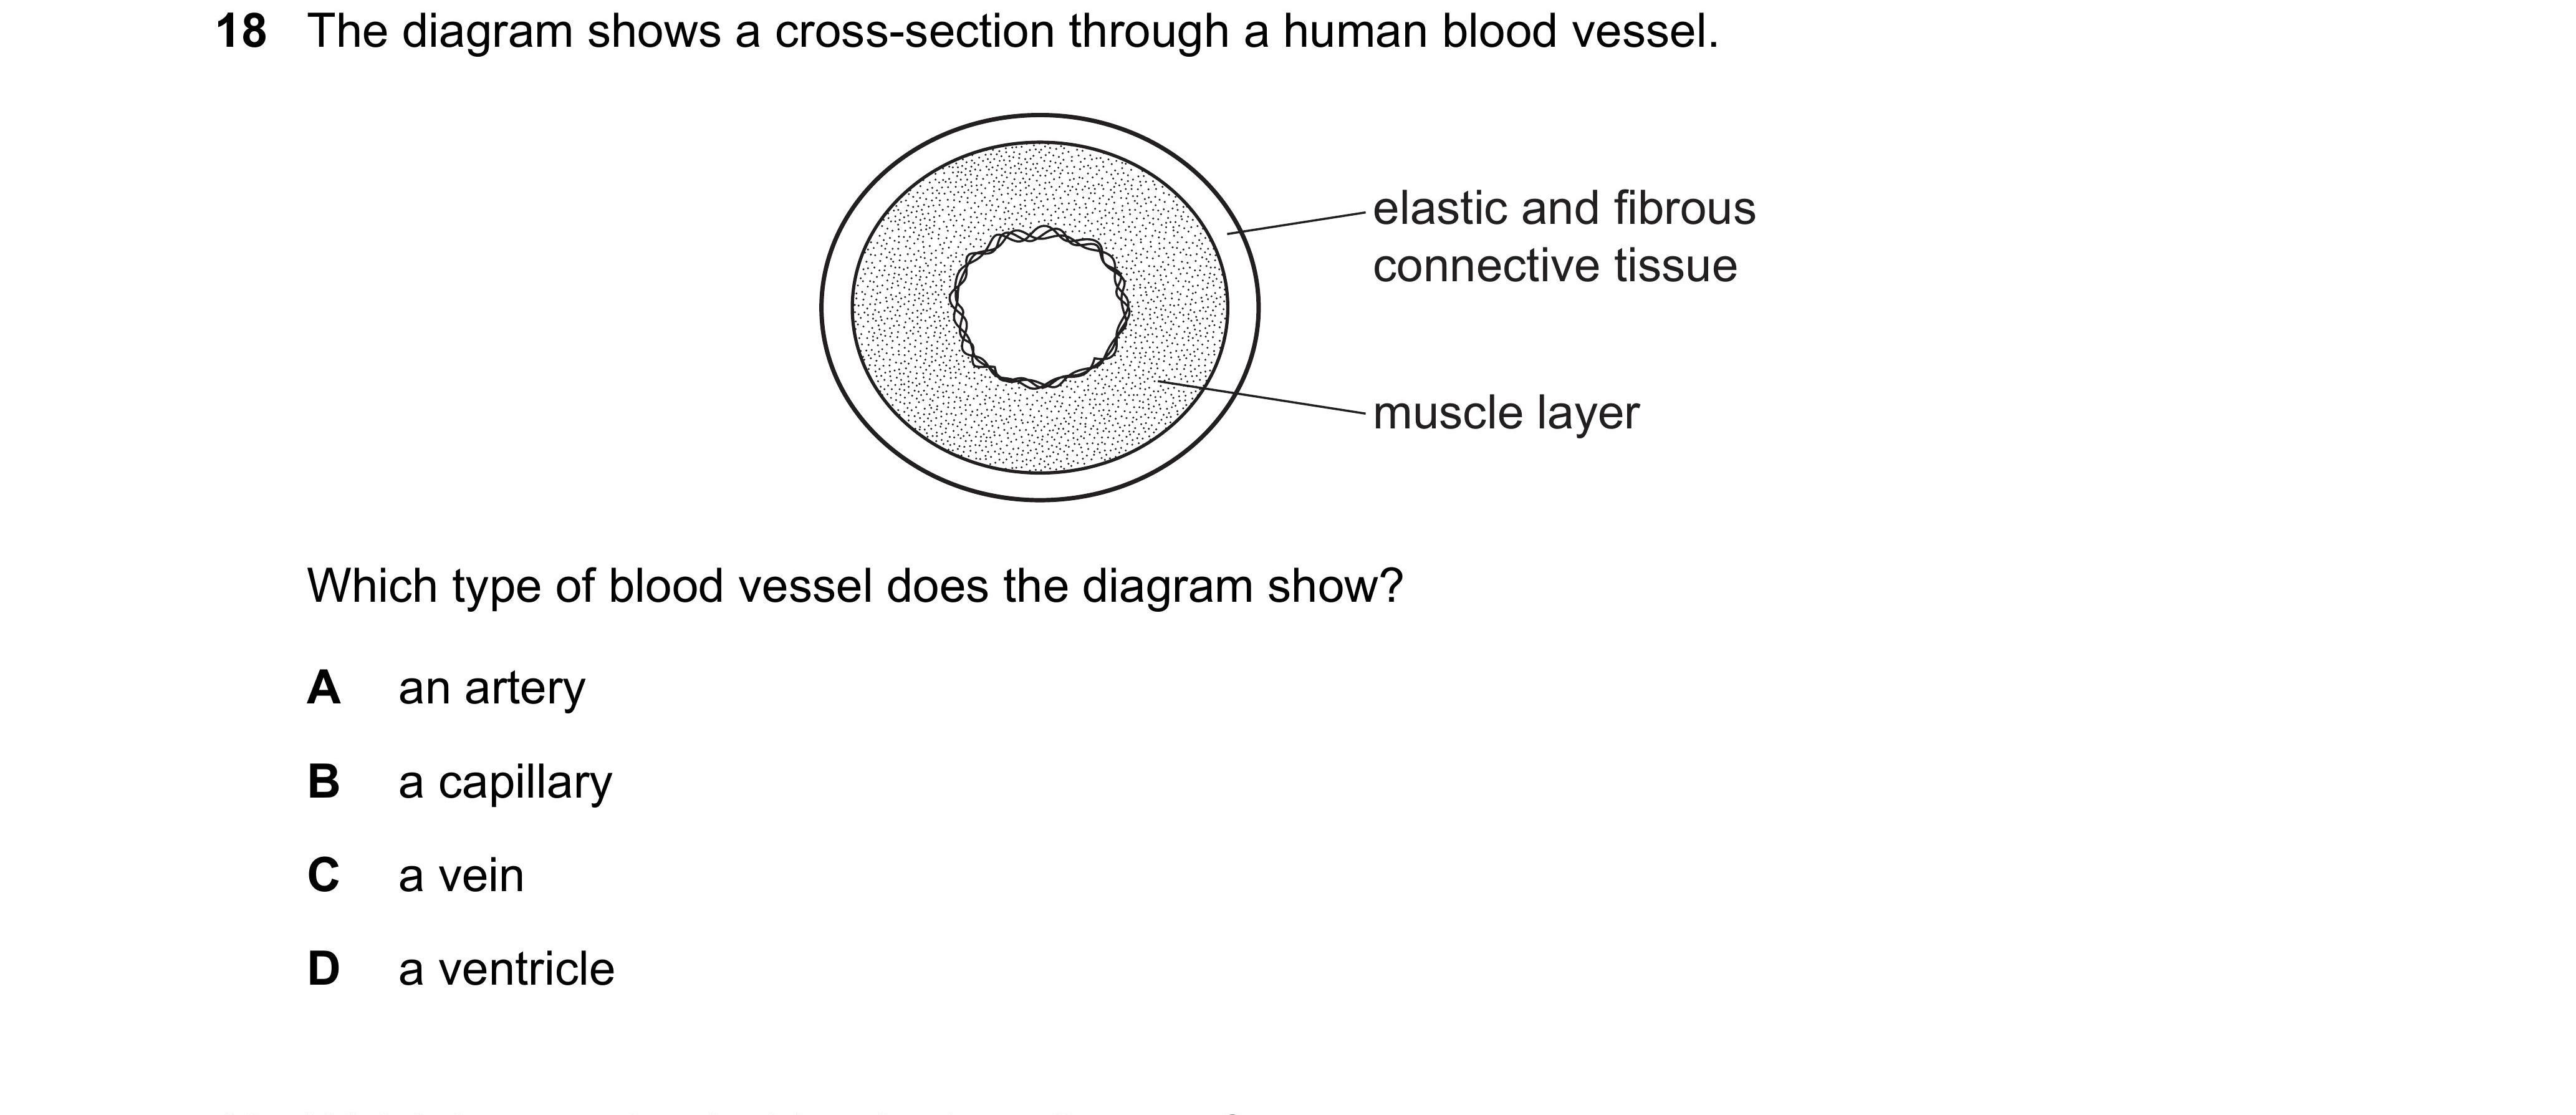 18 The diagram shows a cross-section through a human blood vessel.
elastic and fibrous
connective tissue
muscle layer
Which type of blood vessel does the diagram show?
A an artery
B a capillary
C a vein
D a ventricle